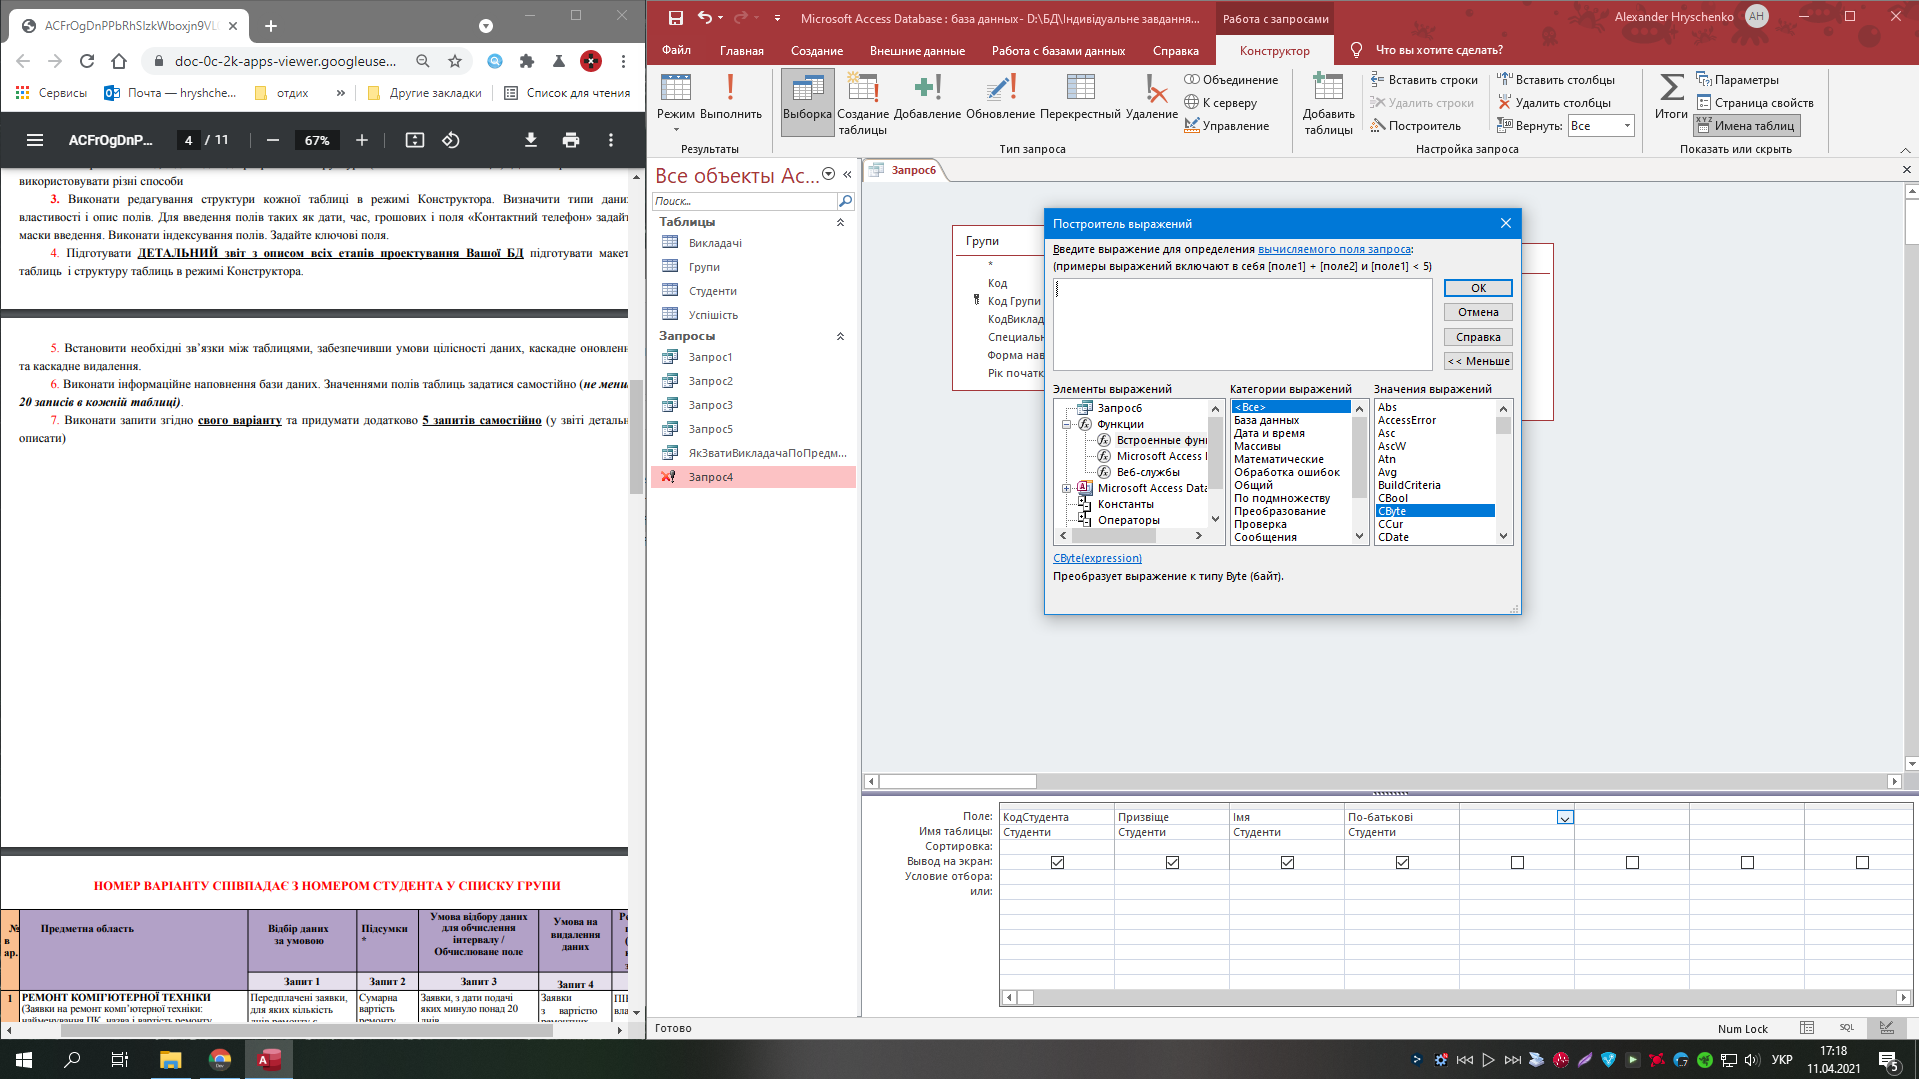 ACFrOgDnPPbRhSlzkWboxjn9VLI
doc-0c-2k-apps-viewer.googleuse...
Сервисы
Почта — hryshche...
отдих
»
Другие закладки
Список для чтения
ACFrOgDnP...
4 / 11
67%
використовувати різні способи
3. Виконати редагування структури кожної таблиці в режимі Конструктора. Визначити типи даних
властивості і опис полів. Для введення полів таких як дати, час, грошових і поля «Контактний телефон» задайт
маски введення. Виконати індексування полів. Задайте ключові поля.
4. Підготувати ДЕТАЛЬНИЙ звіт з описом всіх етапів проектування Вашої БД підготувати макет
таблиць і структуру таблиць в режимі Конструктора.
5. Встановити необхідні зв’язки між таблицями, забезпечивши умови цілісності даних, каскадне оновленн
та каскадне видалення.
6. Виконати інформаційне наповнення бази даних. Значеннями полів таблиць задатися самостійно (не менш
20 записів в кожній таблиці).
7. Виконати запити згідно свого варіанту та придумати додатково 5 запитів самостійно (у звіті детальн
описати)
НОМЕР ВАРІАНТУ СПІВПАДАЄ З НОМЕРОМ СТУДЕНТА У СПИСКУ ГРУПИ
№ в ар.
Предметна область
Відбір даних за умовою
Підсумки *
Умова відбору даних для обчислення інтервалу / Обчислюване поле
Умова на видалення даних
Запит 1
Запит 2
Запит 3
Запит 4
1
РЕМОНТ КОМП’ЮТЕРНОЇ ТЕХНІКИ
(Заявки на ремонт комп’ютерної техніки:
найменування ПК, назва і вартість ремонту
Передплачені заявки,
для яких кількість
Сумарна
вартість
ремонту
Заявки, з дати подачі
яких минуло понад 20
днів
Заявки
з вартістю
ремонтних
Microsoft Access Database : база данных- D:\БД\Індивідуальне завдання...
Работа с запросами
Alexander Hryschenko
AH
Файл
Главная
Создание
Внешние данные
Работа с базами данных
Справка
Конструктор
Что вы хотите сделать?
Режим
Выполнить
Результаты
Выборка
Создание таблицы
Добавление
Обновление
Перекрестный
Удаление
Объединение
К серверу
Управление
Тип запроса
Добавить таблицы
Вставить строки
Удалить строки
Построитель
Вставить столбцы
Удалить столбцы
Вернуть:
Все
Настройка запроса
Итоги
Параметры
Страница свойств
Имена таблиц
Показать или скрыть
Все объекты Ac...
Поиск...
Таблицы
Викладачі
Групи
Студенти
Успішість
Запросы
Запрос1
Запрос2
Запрос3
Запрос5
ЯкЗватиВикладачаПоПредм...
Запрос4
Запрос6
Групи
*
Код
Код Групи
КодВиклад
Специальн
Форма нав
Рік початк
Построитель выражений
Введите выражение для определения вычисляемого поля запроса:
(примеры выражений включают в себя [поле1] + [поле2] и [поле1] < 5)
ОК
Отмена
Справка
<< Меньше
Элементы выражений
Запрос6
Функции
Встроенные фун
Microsoft Access
Веб-службы
Microsoft Access Data
Константы
Операторы
Категории выражений
<Все>
База данных
Дата и время
Массивы
Математические
Обработка ошибок
Общий
По подмножеству
Преобразование
Проверка
Сообщения
Значения выражений
Abs
AccessError
Asc
AscW
Atn
Avg
BuildCriteria
CBool
CByte
CCur
CDate
CByte(expression)
Преобразует выражение к типу Byte (байт).
Поле:
КодСтудента
Призвіще
Імя
По-батькові
Имя таблицы:
Студенти
Студенти
Студенти
Студенти
Сортировка:
Вывод на экран:
Условие отбора:
или:
Готово
Num Lock
SQL
УКР
17:18
11.04.2021
5